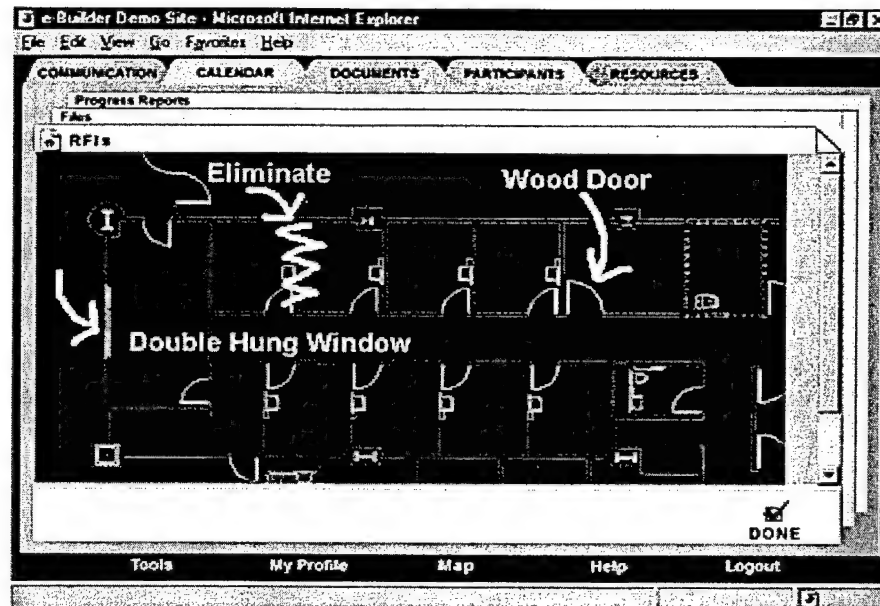 e-Builder Demo Site - Microsoft Internet Explorer
File Edit View Go Favorites Help
COMMUNICATION CALENDAR DOCUMENTS PARTICIPANTS RESOURCES
Progress Reports
Files
RFIs
Eliminate
Wood Door
Double Hung Window
DONE
Tools My Profile Map Help Logout